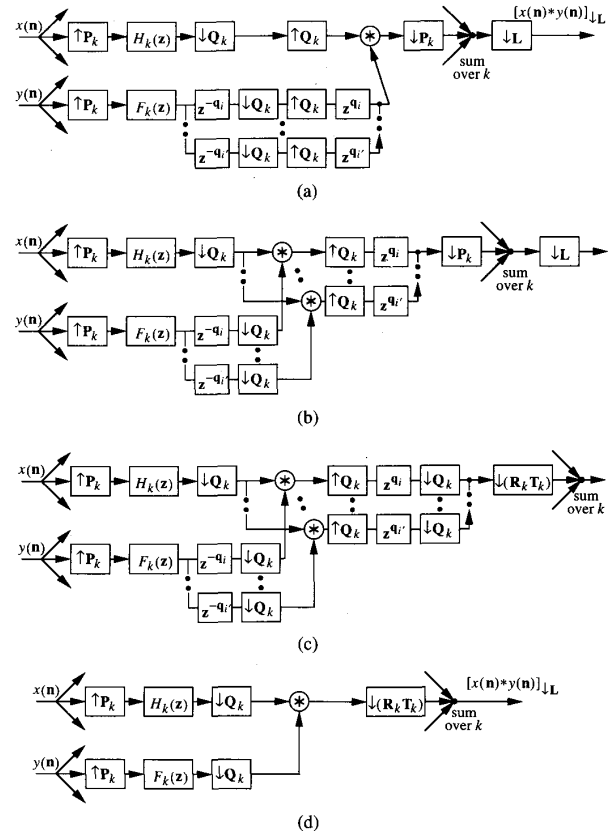 x(n) ↑P_k H_k(z) ↓Q_k ↑Q_k * ↓P_k ↓L [x(n)*y(n)]_↓L
sum
over k
y(n) ↑P_k F_k(z) z^-q_i ↓Q_k ↑Q_k z^q_i
z^-q_i' ↓Q_k ↑Q_k z^q_i'
(a)
x(n) ↑P_k H_k(z) ↓Q_k * ↑Q_k z^q_i ↓P_k ↓L
sum
over k
* ↑Q_k z^q_i'
y(n) ↑P_k F_k(z) z^-q_i ↓Q_k
z^-q_i' ↓Q_k
(b)
x(n) ↑P_k H_k(z) ↓Q_k * ↑Q_k z^q_i ↓Q_k ↓(R_kT_k)
sum
over k
* ↑Q_k z^q_i' ↓Q_k
y(n) ↑P_k F_k(z) z^-q_i ↓Q_k
z^-q_i' ↓Q_k
(c)
x(n) ↑P_k H_k(z) ↓Q_k * ↓(R_kT_k) [x(n)*y(n)]_↓L
sum
over k
y(n) ↑P_k F_k(z) ↓Q_k
(d)